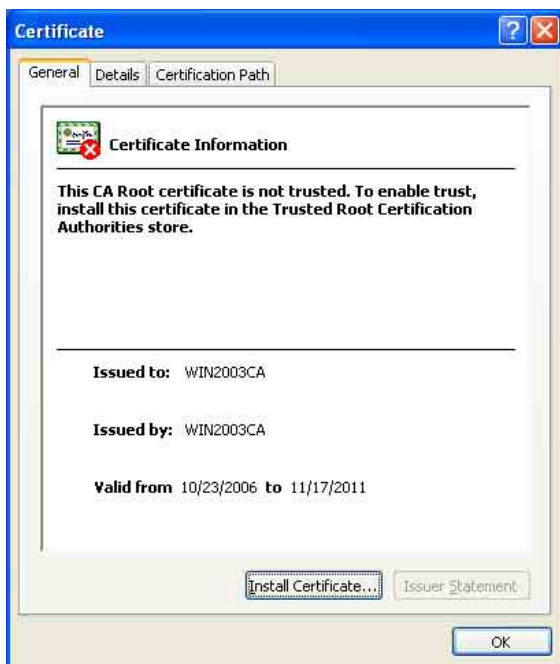 Certificate
General Details Certification Path
Certificate Information
This CA Root certificate is not trusted. To enable trust,
install this certificate in the Trusted Root Certification
Authorities store.
Issued to: WIN2003CA
Issued by: WIN2003CA
Valid from 10/23/2006 to 11/17/2011
Install Certificate... Issuer Statement
OK